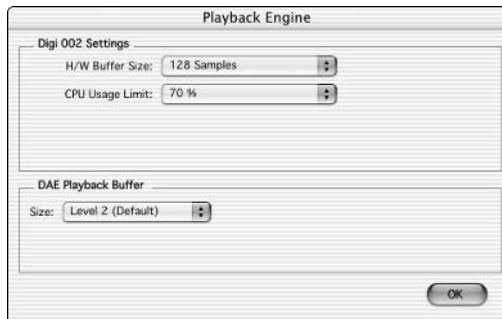 Playback Engine
Digi 002 Settings
H/W Buffer Size: 128 Samples
CPU Usage Limit: 70 %
DAE Playback Buffer
Size: Level 2 (Default)
OK